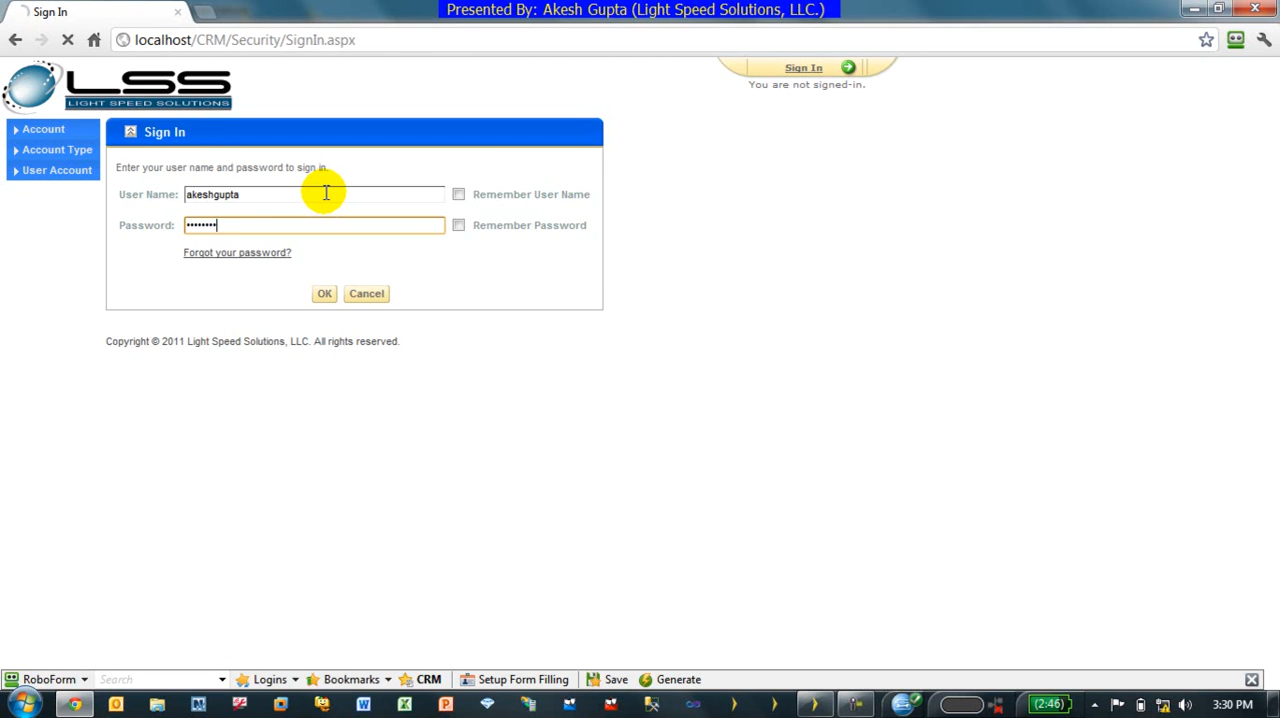 Sign In
Presented By: Akesh Gupta (Light Speed Solutions, LLC.)
localhost/CRM/Security/SignIn.aspx
LSS
LIGHT SPEED SOLUTIONS
Sign In
You are not signed-in.
Account
Account Type
User Account
Sign In
Enter your user name and password to sign in.
User Name: akeshgupta Remember User Name
Password: •••••••• Remember Password
Forgot your password?
OK Cancel
Copyright © 2011 Light Speed Solutions, LLC. All rights reserved.
RoboForm Search Logins Bookmarks CRM Setup Form Filling Save Generate
(2:46) 3:30 PM